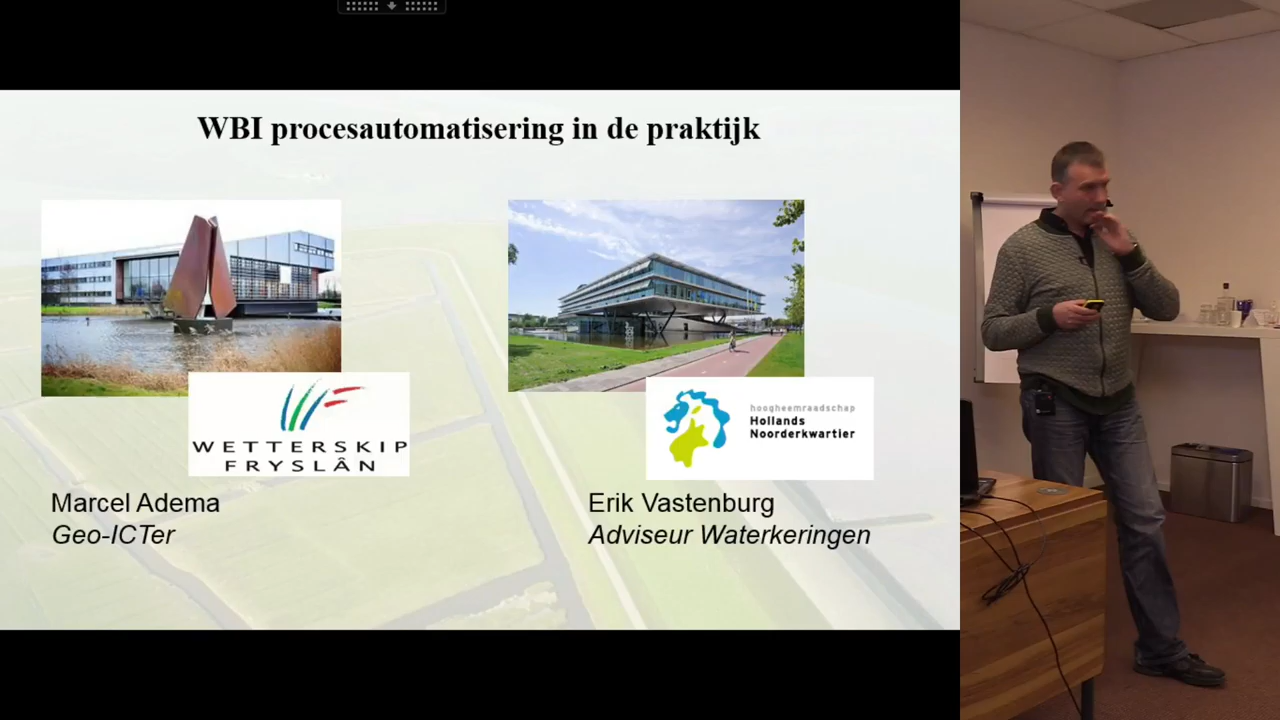 WBI procesautomatisering in de praktijk
WETTERSKIP
FRYSLÂN
hoogheemraadschap
Hollands
Noorderkwartier
Marcel Adema
Geo-ICTer
Erik Vastenburg
Adviseur Waterkeringen